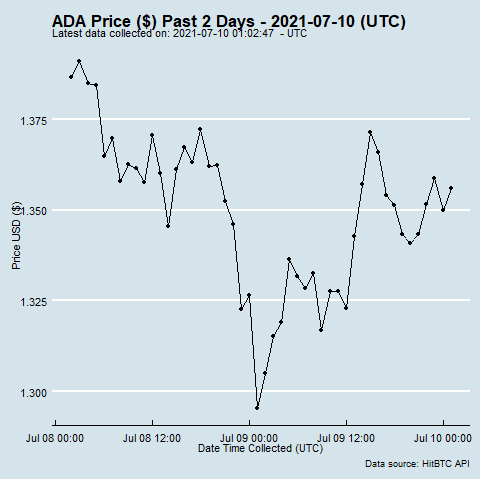 ADA Price ($) Past 2 Days - 2021-07-10 (UTC)
Latest data collected on: 2021-07-10 01:02:47 - UTC
Price USD ($)
1.375
1.350
1.325
1.300
Jul 08 00:00 Jul 08 12:00 Jul 09 00:00 Jul 09 12:00 Jul 10 00:00
Date Time Collected (UTC)
Data source: HitBTC API